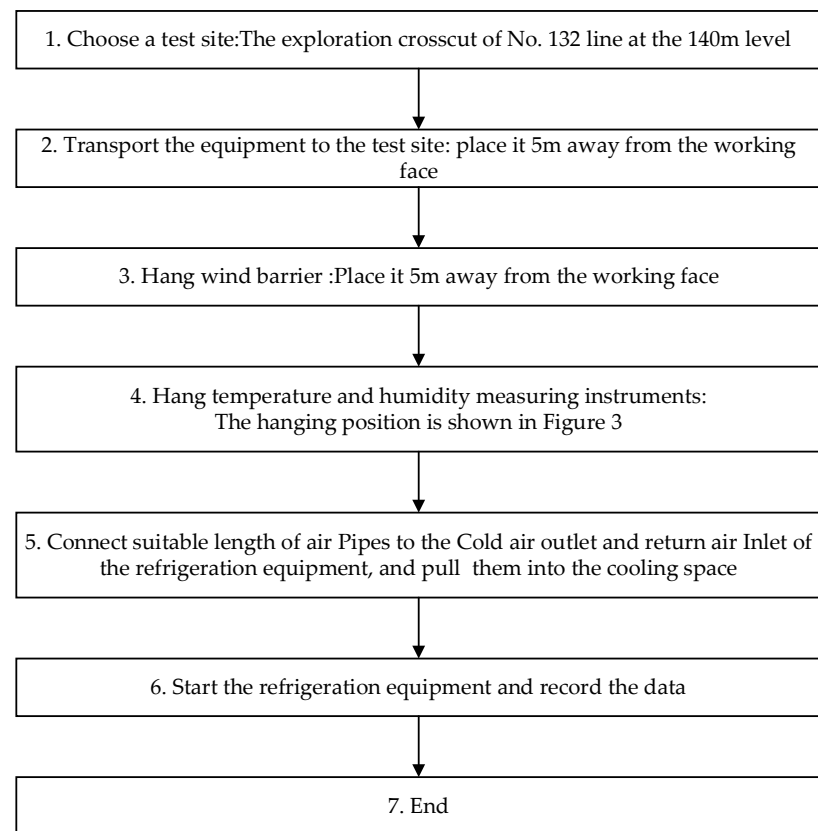 1. Choose a test site:The exploration crosscut of No. 132 line at the 140m level
2. Transport the equipment to the test site: place it 5m away from the working
face
3. Hang wind barrier :Place it 5m away from the working face
4. Hang temperature and humidity measuring instruments:
The hanging position is shown in Figure 3
5. Connect suitable length of air Pipes to the Cold air outlet and return air Inlet of
the refrigeration equipment, and pull them into the cooling space
6. Start the refrigeration equipment and record the data
7. End